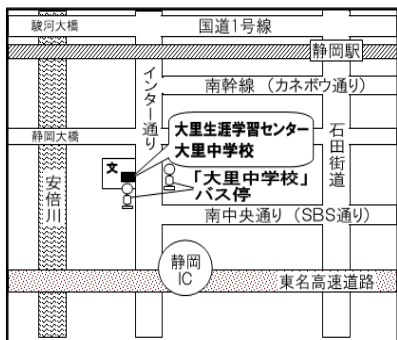 駿河大橋
国道1号線
静岡駅
インター通り
南幹線（カネボウ通り）
静岡大橋
大里生涯学習センター
大里中学校
石田街道
文
安倍川
「大里中学校」
バス停
南中央通り（SBS通り）
静岡
IC
東名高速道路